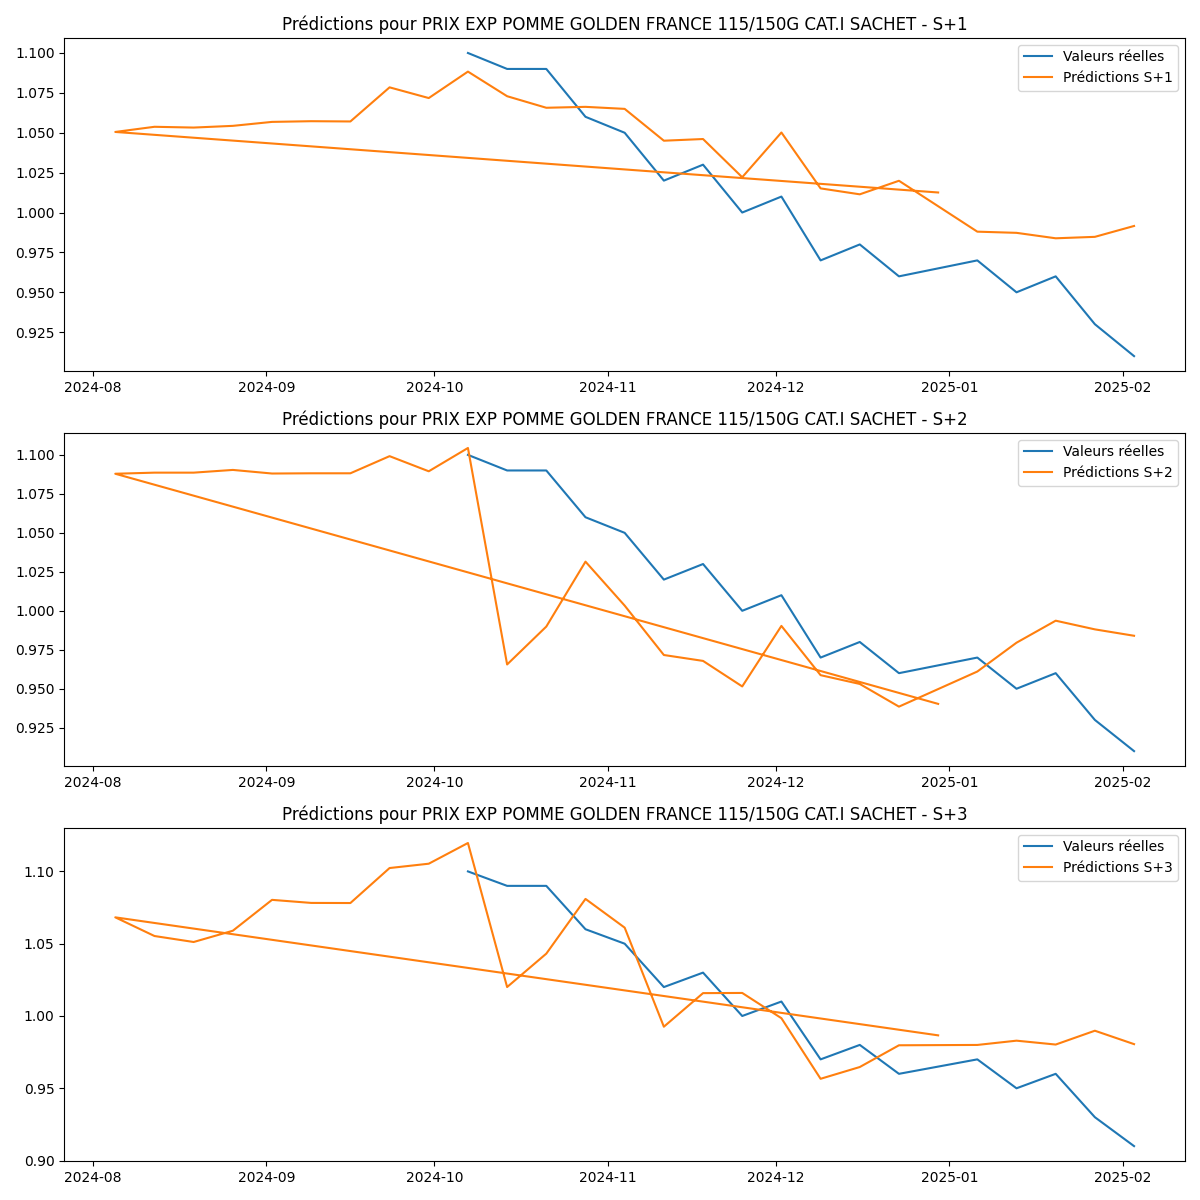 Prédictions pour PRIX EXP POMME GOLDEN FRANCE 115/150G CAT.I SACHET - S+1
Valeurs réelles
Prédictions S+1
1.100
1.075
1.050
1.025
1.000
0.975
0.950
0.925
2024-08 2024-09 2024-10 2024-11 2024-12 2025-01 2025-02
Prédictions pour PRIX EXP POMME GOLDEN FRANCE 115/150G CAT.I SACHET - S+2
Valeurs réelles
Prédictions S+2
1.100
1.075
1.050
1.025
1.000
0.975
0.950
0.925
2024-08 2024-09 2024-10 2024-11 2024-12 2025-01 2025-02
Prédictions pour PRIX EXP POMME GOLDEN FRANCE 115/150G CAT.I SACHET - S+3
Valeurs réelles
Prédictions S+3
1.10
1.05
1.00
0.95
0.90
2024-08 2024-09 2024-10 2024-11 2024-12 2025-01 2025-02